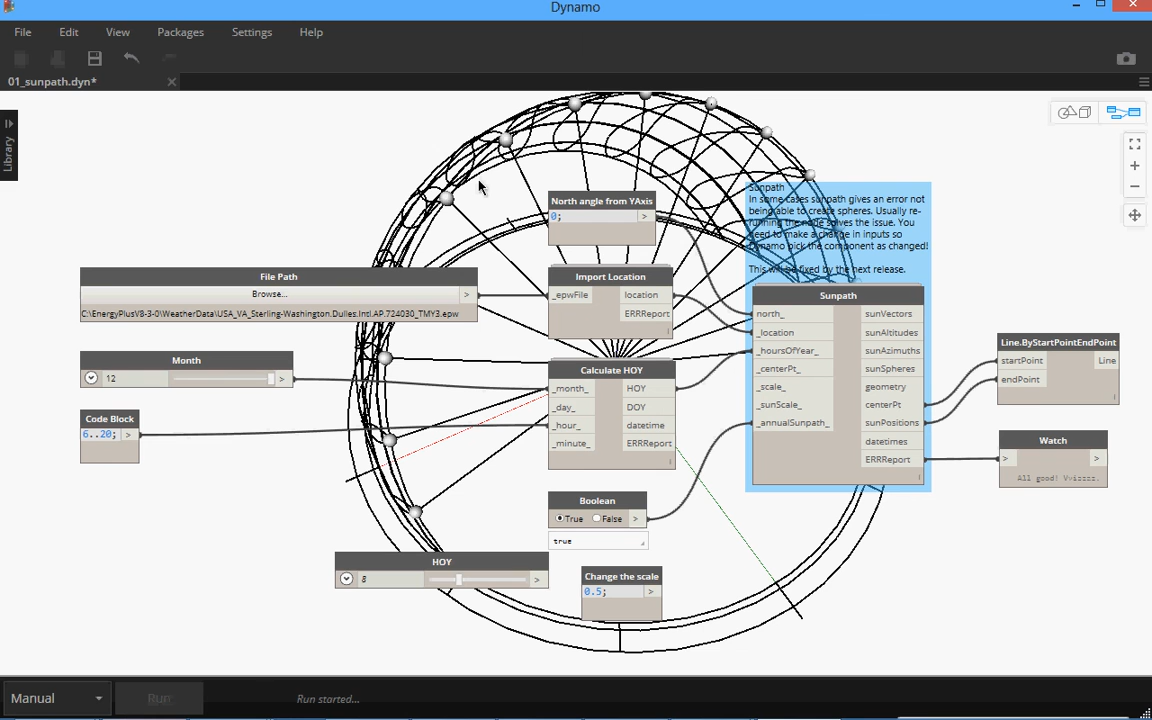 Dynamo
File Edit View Packages Settings Help
01_sunpath.dyn*
Library
Sunpath
In some cases sunpath gives an error not
being able to create spheres. Usually re-
running the node solves the issue. You
need to make a change in inputs so
Dynamo pick the component as changed!
This will be fixed by the next release.
North angle from YAxis
0; >
File Path
Browse... >
C:\EnergyPlusV8-3-0\WeatherData\USA_VA_Sterling-Washington.Dulles.Intl.AP.724030_TMY3.epw
Import Location
_epwFile location
ERRReport
Sunpath
north_ sunVectors
_location sunAltitudes
_hoursOfYear_ sunAzimuths
_centerPt_ sunSpheres
_scale_ geometry
_sunScale_ centerPt
_annualSunpath_ sunPositions
datetimes
ERRReport
Line.ByStartPointEndPoint
startPoint Line
endPoint
Month
12 >
Calculate HOY
_month_ HOY
_day_ DOY
_hour_ datetime
_minute_ ERRReport
Code Block
6..20; >
Watch
> >
All good! Vviiizzz.
Boolean
True False >
true
HOY
8 >
Change the scale
0.5; >
Manual Run Run started...